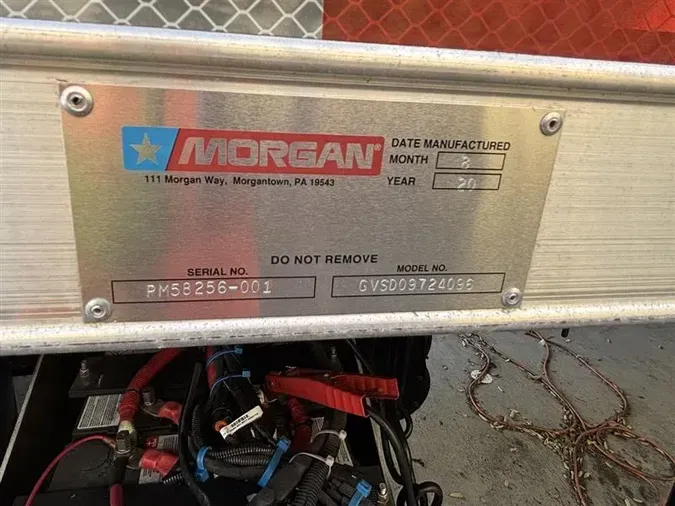 MORGAN®
111 Morgan Way, Morgantown, PA 19543
DATE MANUFACTURED
MONTH 8
YEAR 20
DO NOT REMOVE
SERIAL NO. MODEL NO.
PM58256-001 GVSD09724096